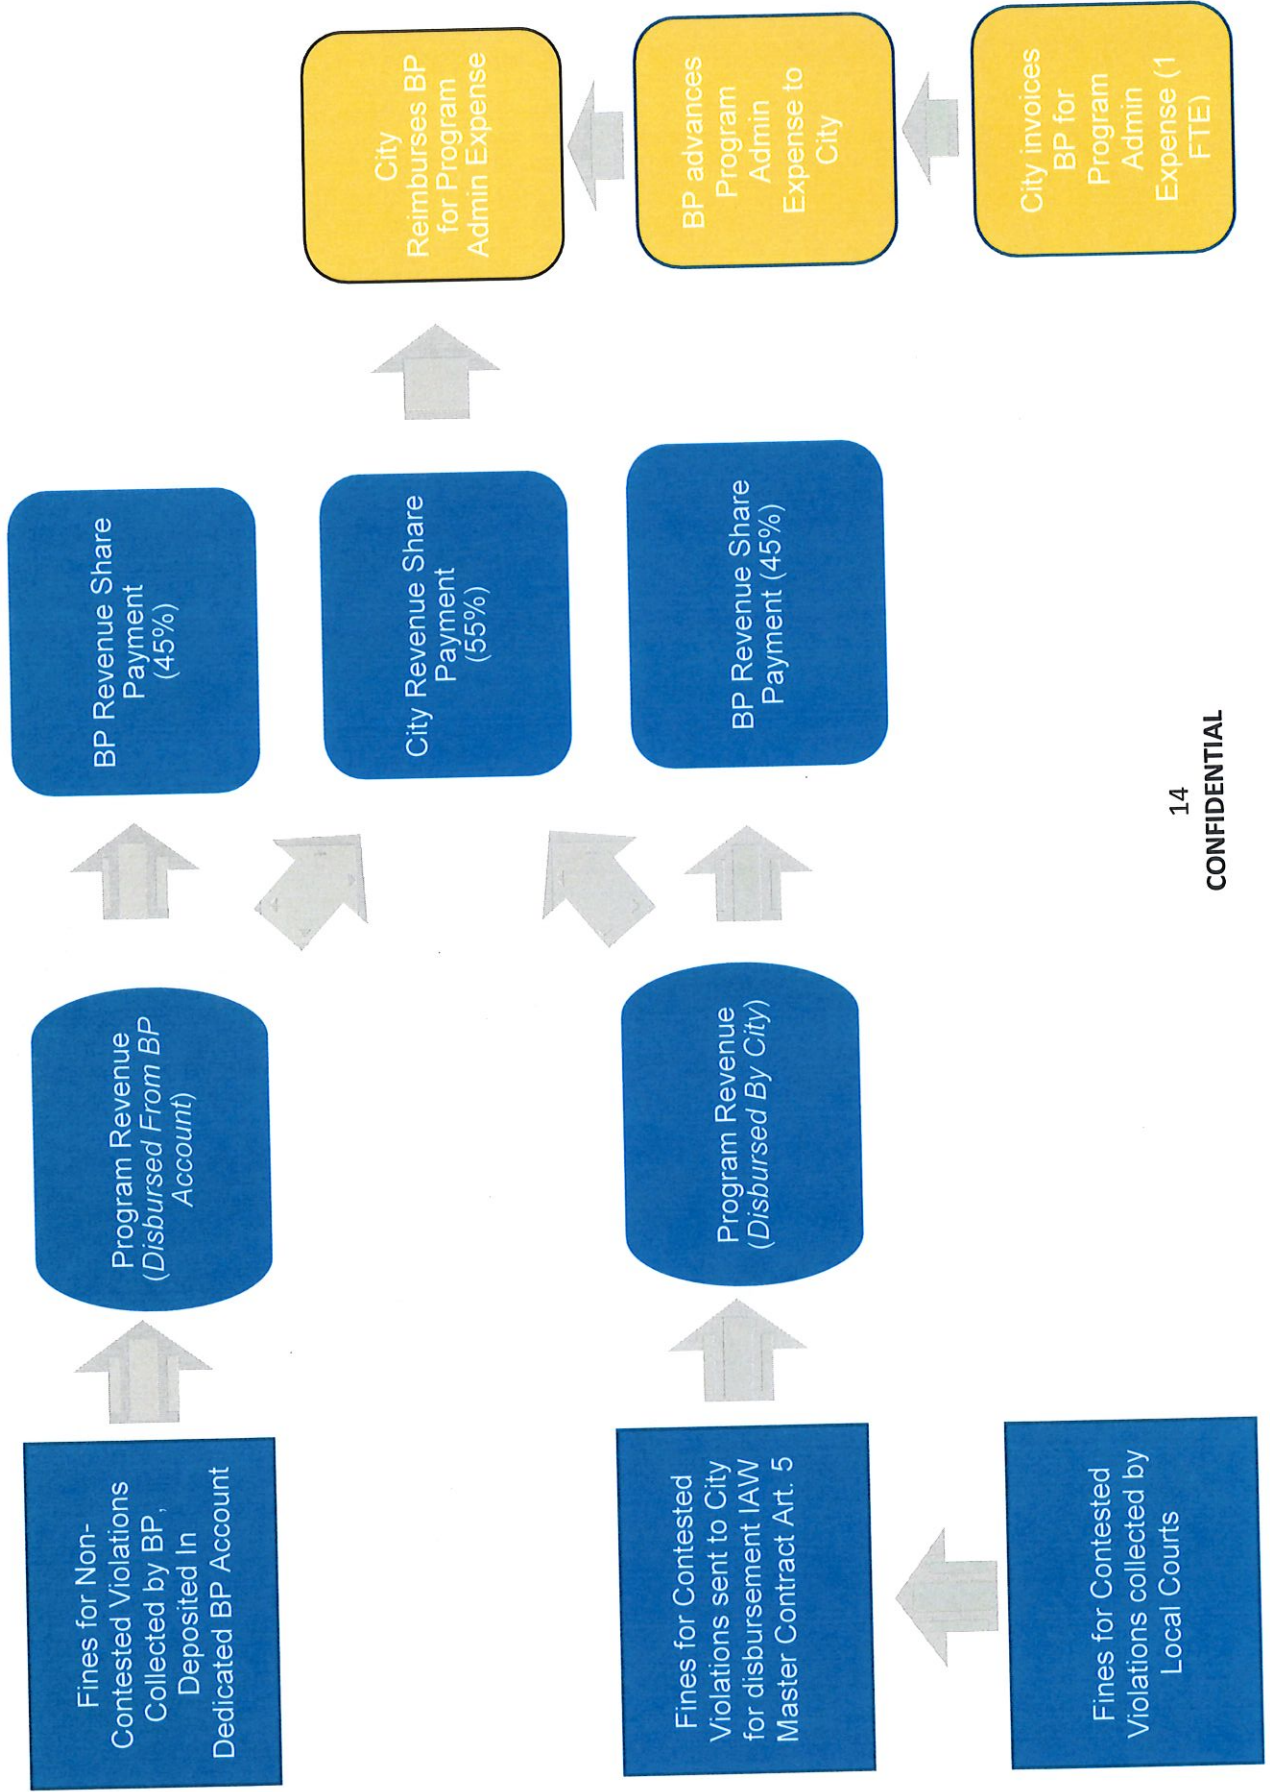 Fines for Non-
Contested Violations
Collected by BP,
Deposited In
Dedicated BP Account
Program Revenue
(Disbursed From BP
Account)
BP Revenue Share
Payment
(45%)
City Revenue Share
Payment
(55%)
City
Reimburses BP
for Program
Admin Expense
Fines for Contested
Violations sent to City
for disbursement IAW
Master Contract Art. 5
Program Revenue
(Disbursed By City)
BP Revenue Share
Payment (45%)
BP advances
Program
Admin
Expense to
City
Fines for Contested
Violations collected by
Local Courts
City invoices
BP for
Program
Admin
Expense (1
FTE)
14
CONFIDENTIAL